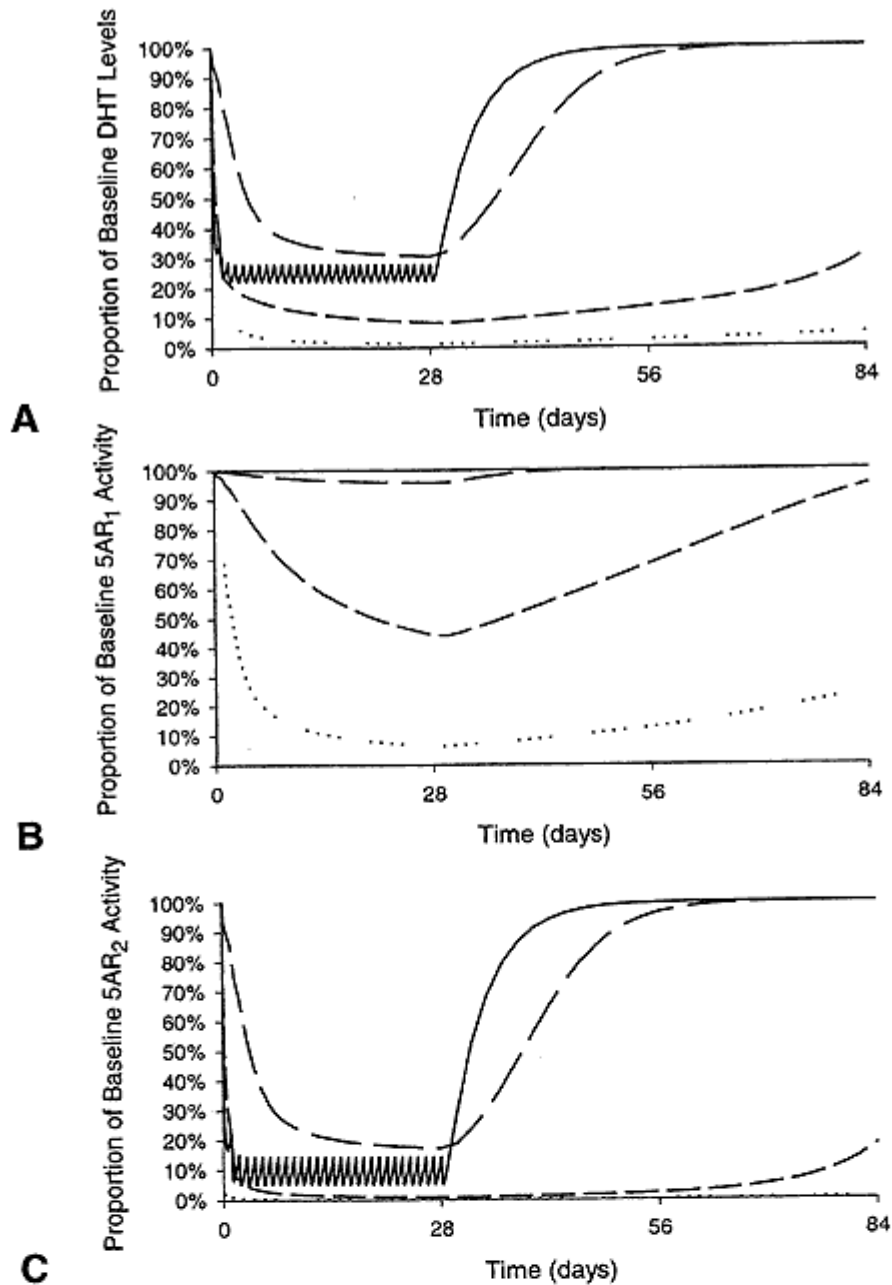 Proportion of Baseline DHT Levels
100%
90%
80%
70%
60%
50%
40%
30%
20%
10%
0%
0 28 56 84
Time (days)
A
Proportion of Baseline 5AR1 Activity
100%
90%
80%
70%
60%
50%
40%
30%
20%
10%
0%
0 28 56 84
Time (days)
B
Proportion of Baseline 5AR2 Activity
100%
90%
80%
70%
60%
50%
40%
30%
20%
10%
0%
0 28 56 84
Time (days)
C